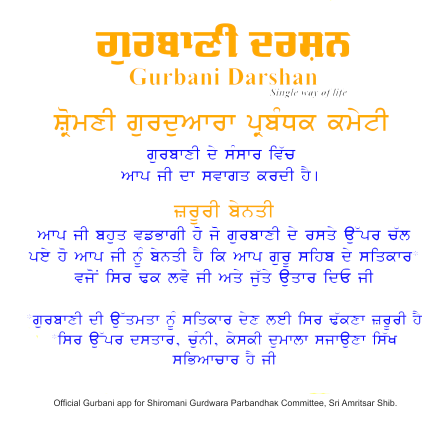 ਗੁਰਬਾਣੀ ਦਰਸ਼ਨ
Gurbani Darshan
Single way of life
ਸ਼੍ਰੋਮਣੀ ਗੁਰਦੁਆਰਾ ਪ੍ਰਬੰਧਕ ਕਮੇਟੀ
ਗੁਰਬਾਣੀ ਦੇ ਸੰਸਾਰ ਵਿੱਚ
ਆਪ ਜੀ ਦਾ ਸਵਾਗਤ ਕਰਦੀ ਹੈ।
ਜ਼ਰੂਰੀ ਬੇਨਤੀ
ਆਪ ਜੀ ਬਹੁਤ ਵਡਭਾਗੀ ਹੋ ਜੋ ਗੁਰਬਾਣੀ ਦੇ ਰਸਤੇ ਉੱਪਰ ਚੱਲ
ਪਏ ਹੋ ਆਪ ਜੀ ਨੂੰ ਬੇਨਤੀ ਹੈ ਕਿ ਆਪ ਗੁਰੂ ਸਹਿਬ ਦੇ ਸਤਿਕਾਰ
ਵਜੋਂ ਸਿਰ ਢਕ ਲਵੋ ਜੀ ਅਤੇ ਜੁੱਤੇ ਉਤਾਰ ਦਿਓ ਜੀ
ਗੁਰਬਾਣੀ ਦੀ ਉੱਤਮਤਾ ਨੂੰ ਸਤਿਕਾਰ ਦੇਣ ਲਈ ਸਿਰ ਢੱਕਣਾ ਜ਼ਰੂਰੀ ਹੈ
ਸਿਰ ਉੱਪਰ ਦਸਤਾਰ, ਚੁੰਨੀ, ਕੇਸਕੀ ਦੁਮਾਲਾ ਸਜਾਉਣਾ ਸਿੱਖ
ਸਭਿਆਚਾਰ ਹੈ ਜੀ
Official Gurbani app for Shiromani Gurdwara Parbandhak Committee, Sri Amritsar Shib.